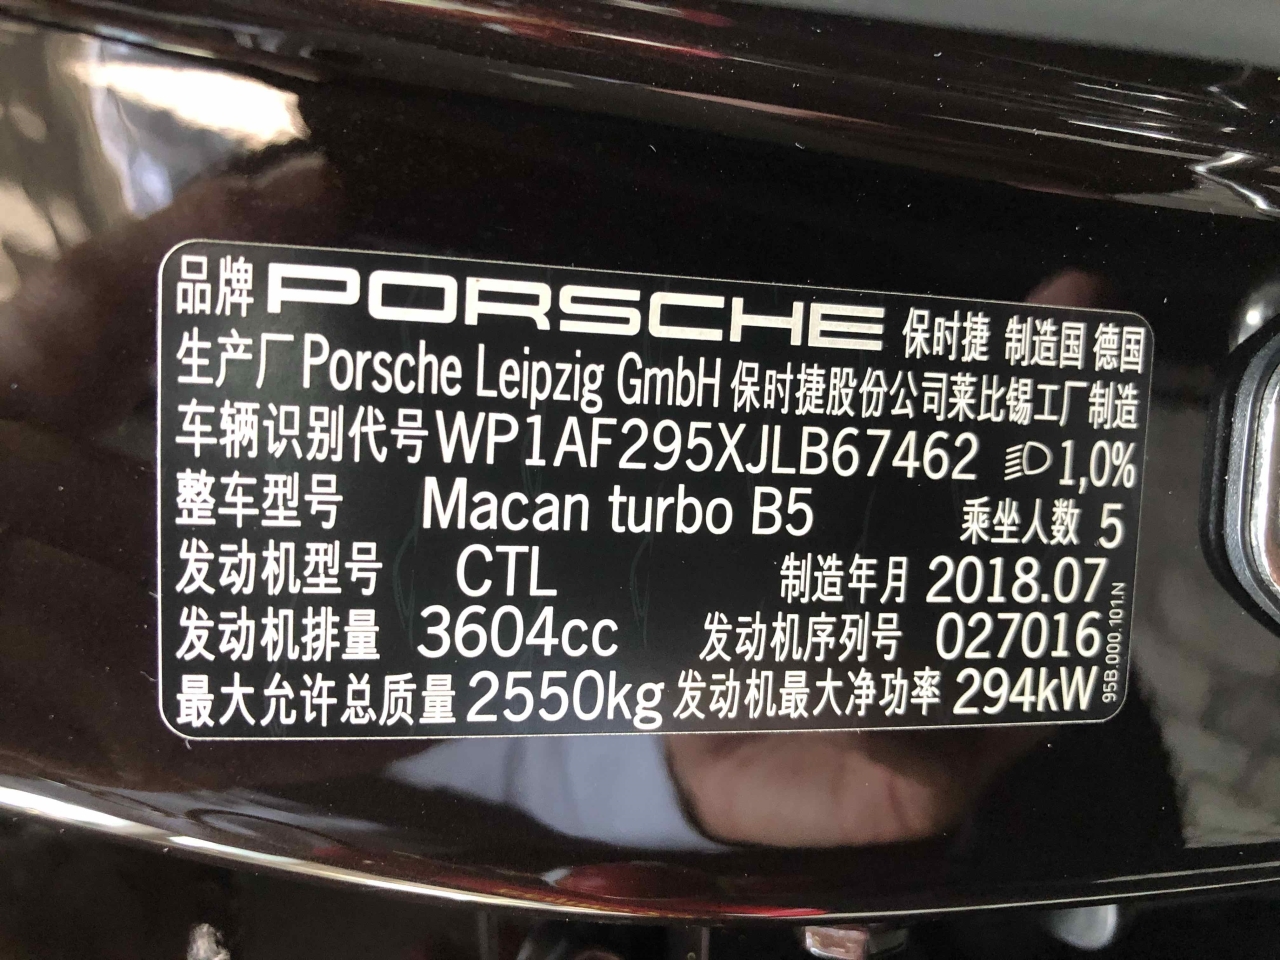 品牌 PORSCHE 保时捷 制造国 德国
生产厂 Porsche Leipzig GmbH 保时捷股份公司莱比锡工厂制造
车辆识别代号 WP1AF295XJLB67462 1,0%
整车型号 Macan turbo B5 乘坐人数 5
发动机型号 CTL 制造年月 2018.07
发动机排量 3604cc 发动机序列号 027016
最大允许总质量 2550kg 发动机最大净功率 294kW
95B.000.101.N